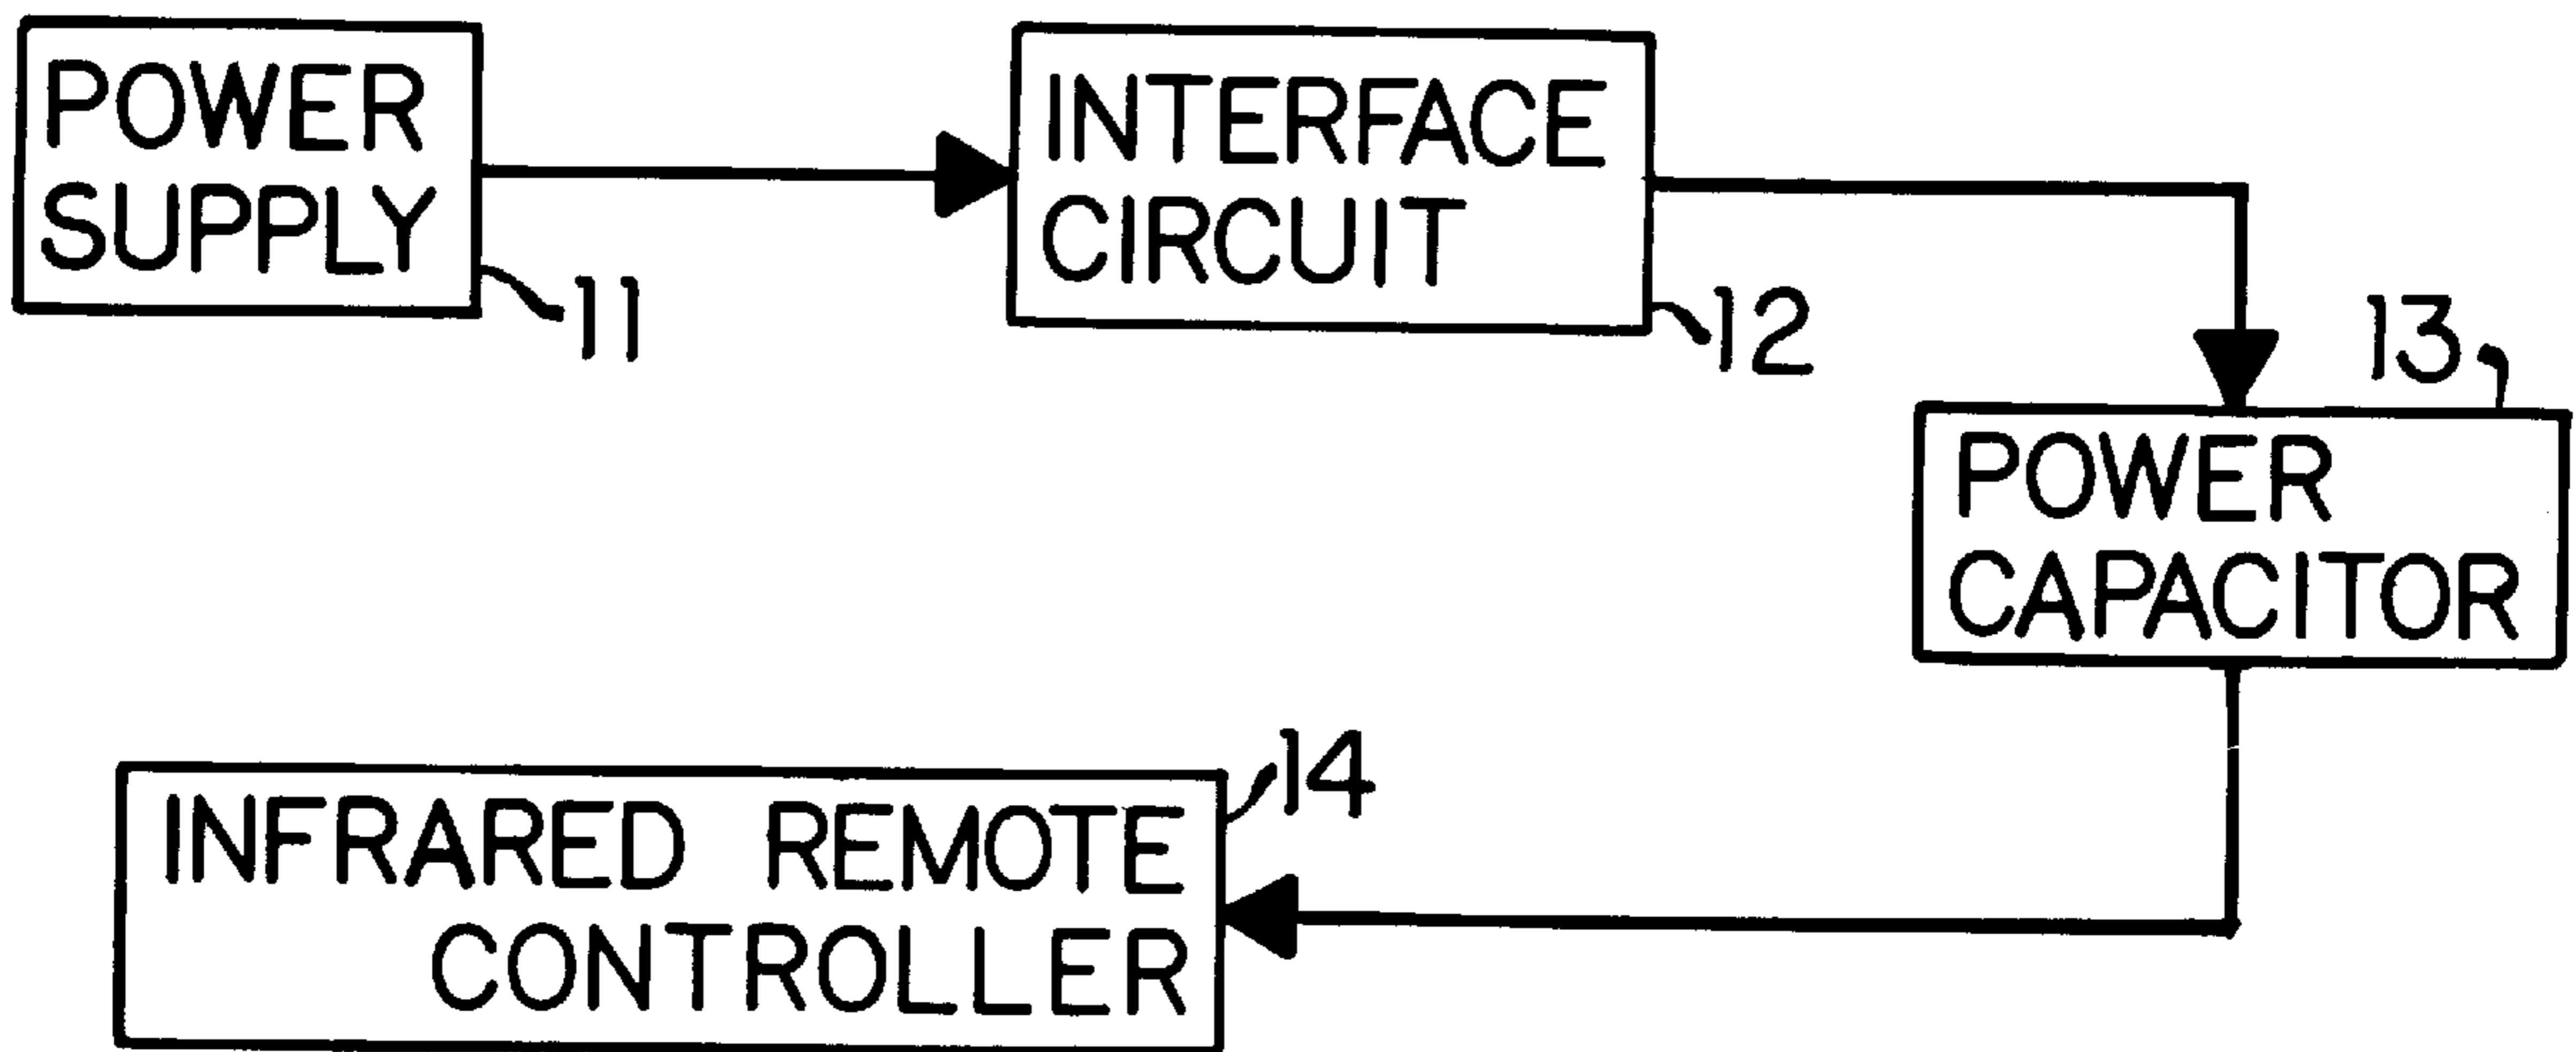 POWER
SUPPLY
11
INTERFACE
CIRCUIT
12
13
POWER
CAPACITOR
14
INFRARED REMOTE
CONTROLLER